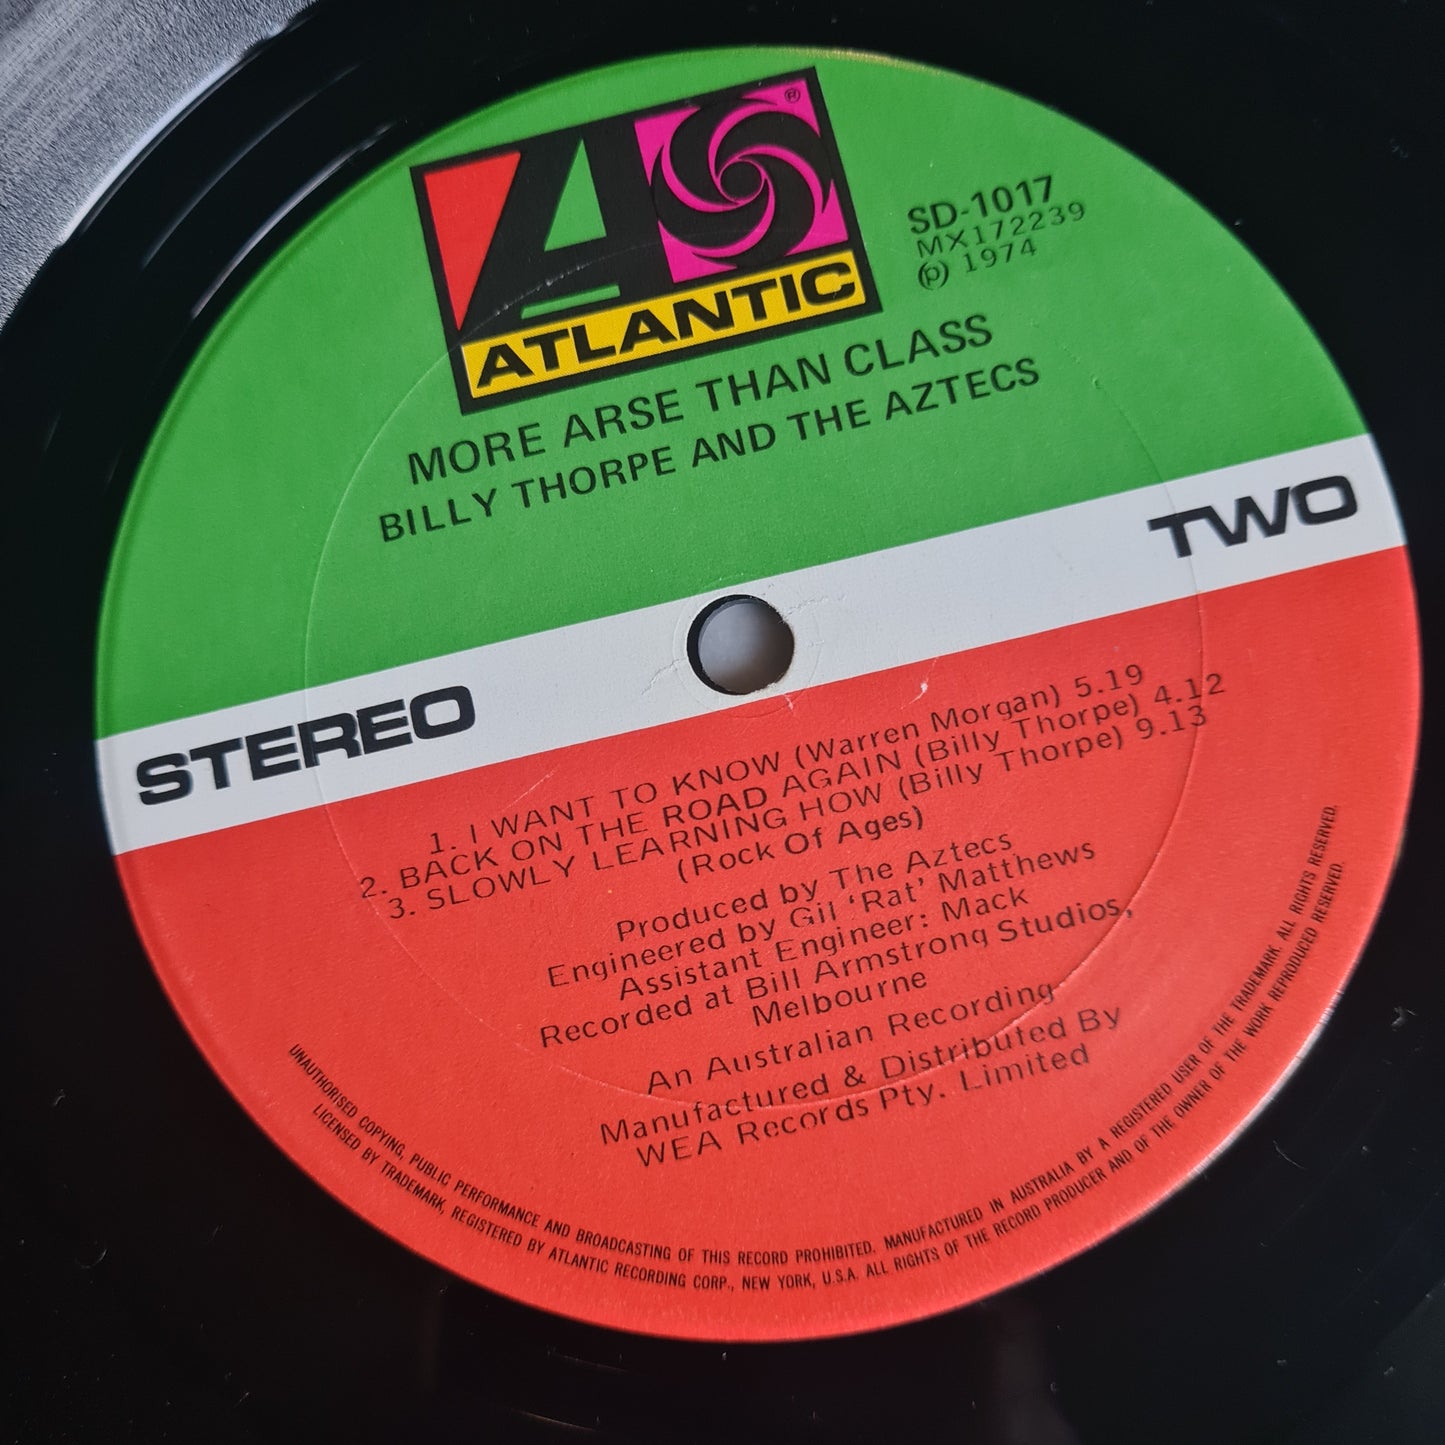 ATLANTIC
®
SD-1017
MX172239
℗ 1974
MORE ARSE THAN CLASS
BILLY THORPE AND THE AZTECS
STEREO
TWO
1. I WANT TO KNOW (Warren Morgan) 5.19
2. BACK ON THE ROAD AGAIN (Billy Thorpe) 4.12
3. SLOWLY LEARNING HOW (Billy Thorpe) 9.13
(Rock Of Ages)
Produced by The Aztecs
Engineered by Gil ‘Rat’ Matthews
Assistant Engineer: Mack
Recorded at Bill Armstrong Studios,
Melbourne
An Australian Recording
Manufactured & Distributed By
WEA Records Pty. Limited
UNAUTHORISED COPYING, PUBLIC PERFORMANCE AND BROADCASTING OF THIS RECORD PROHIBITED. MANUFACTURED IN AUSTRALIA BY A REGISTERED USER OF THE TRADEMARK. ALL RIGHTS RESERVED.
LICENSED BY TRADEMARK, REGISTERED BY ATLANTIC RECORDING CORP., NEW YORK, U.S.A. ALL RIGHTS OF THE RECORD PRODUCER AND OF THE OWNER OF THE WORK REPRODUCED RESERVED.